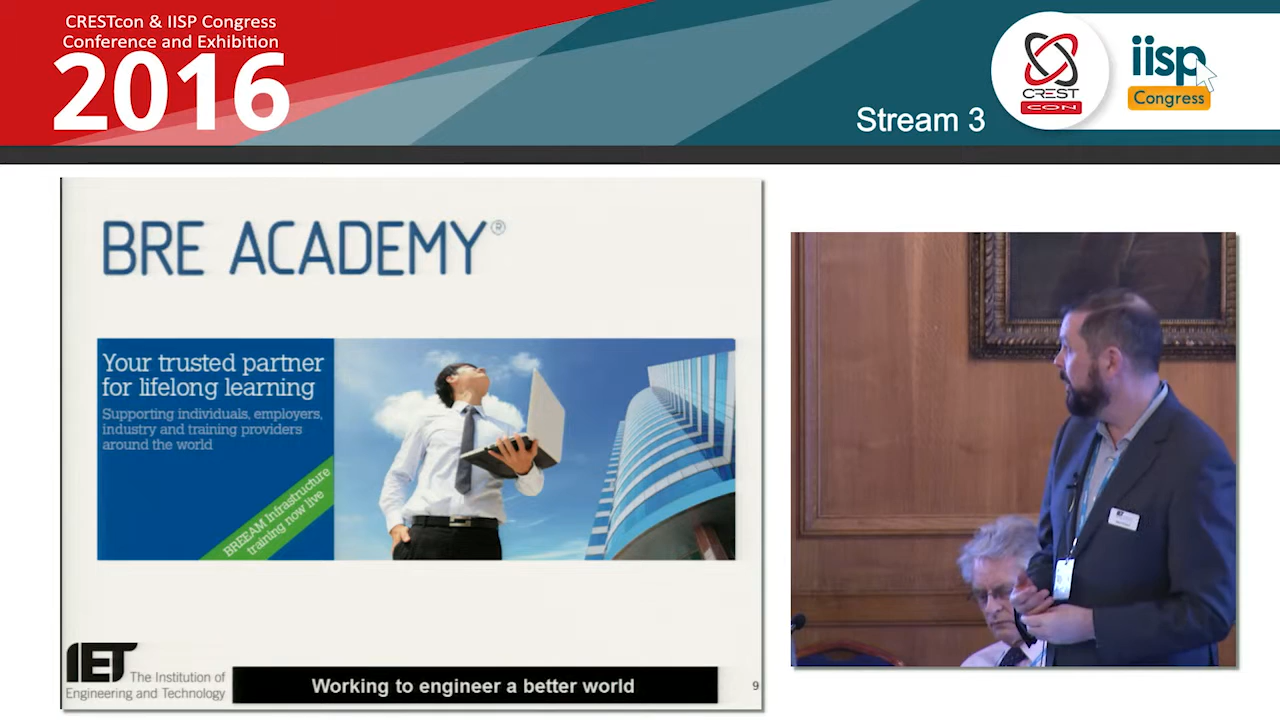 CRESTcon & IISP Congress
Conference and Exhibition
2016
Stream 3
CREST
CON
iisp
Congress
BRE ACADEMY®
Your trusted partner
for lifelong learning
Supporting individuals, employers,
industry and training providers
around the world
BREEAM Infrastructure
training now live
IET The Institution of
Engineering and Technology
Working to engineer a better world
9